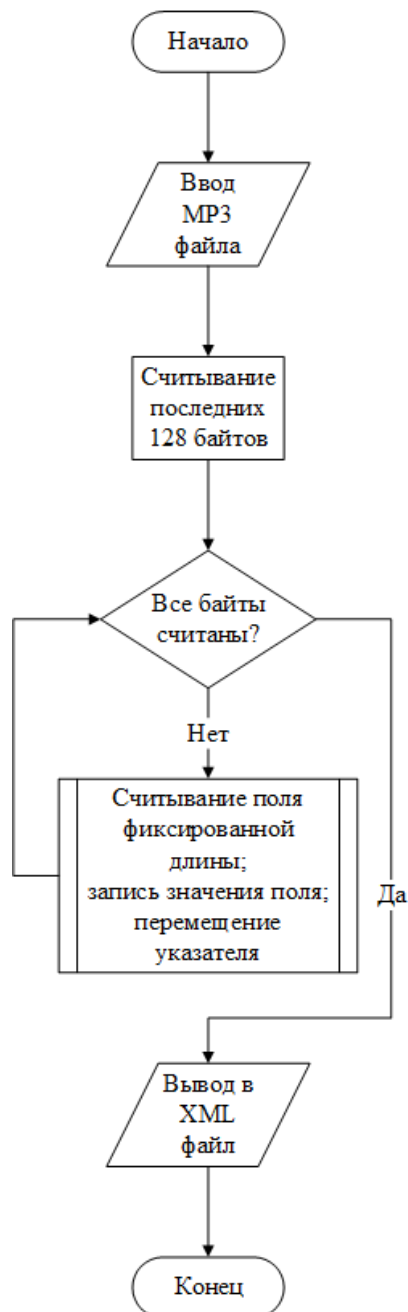 Начало
Ввод
MP3
файла
Считывание
последних
128 байтов
Все байты
считаны?
Нет
Считывание поля
фиксированной
длины;
запись значения поля;
перемещение
указателя
Да
Вывод в
XML
файл
Конец